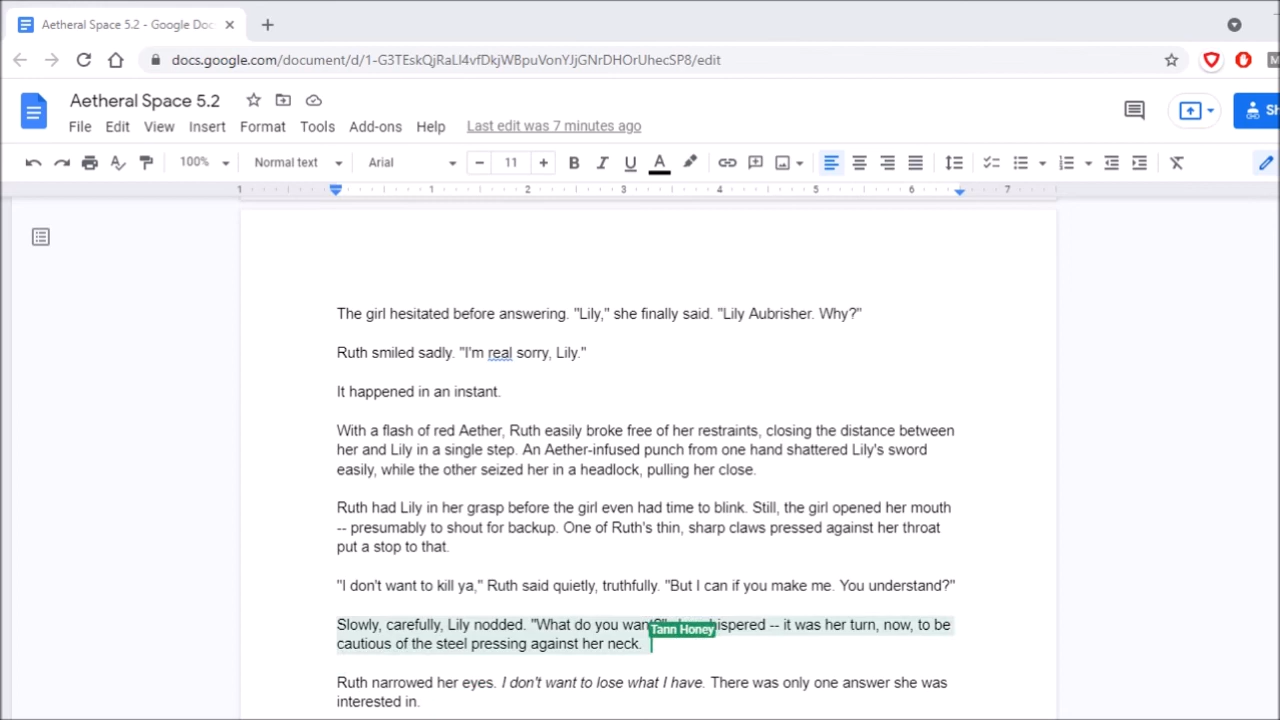 Aetheral Space 5.2 - Google Doc
docs.google.com/document/d/1-G3TEskQjRaLI4vfDkjWBpuVonYJjGNrDHOrUhecSP8/edit
Aetheral Space 5.2
File Edit View Insert Format Tools Add-ons Help Last edit was 7 minutes ago
100% Normal text Arial 11
1 1 2 3 4 5 6 7
The girl hesitated before answering. "Lily," she finally said. "Lily Aubrisher. Why?"
Ruth smiled sadly. "I'm real sorry, Lily."
It happened in an instant.
With a flash of red Aether, Ruth easily broke free of her restraints, closing the distance between
her and Lily in a single step. An Aether-infused punch from one hand shattered Lily's sword
easily, while the other seized her in a headlock, pulling her close.
Ruth had Lily in her grasp before the girl even had time to blink. Still, the girl opened her mouth
-- presumably to shout for backup. One of Ruth's thin, sharp claws pressed against her throat
put a stop to that.
"I don't want to kill ya," Ruth said quietly, truthfully. "But I can if you make me. You understand?"
Slowly, carefully, Lily nodded. "What do you want?" -- it was her turn, now, to be
Tann Honey
cautious of the steel pressing against her neck.
Ruth narrowed her eyes. I don't want to lose what I have. There was only one answer she was
interested in.